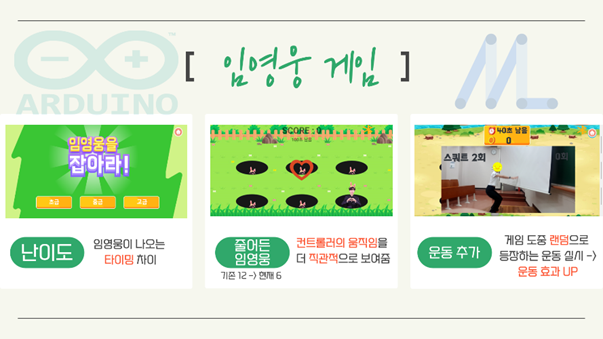 ARDUINO
[ 임영웅 게임 ]
임영웅을
잡아라!
초급 중급 고급
난이도
임영웅이 나오는
타이밍 차이
SCORE : 0
줄어든
임영웅
기존 12 -> 현재 6
컨트롤러의 움직임을
더 직관적으로 보여줌
40초 남음
0
스쿼트 2회
0회
운동 추가
게임 도중 랜덤으로
등장하는 운동 실시 ->
운동 효과 UP